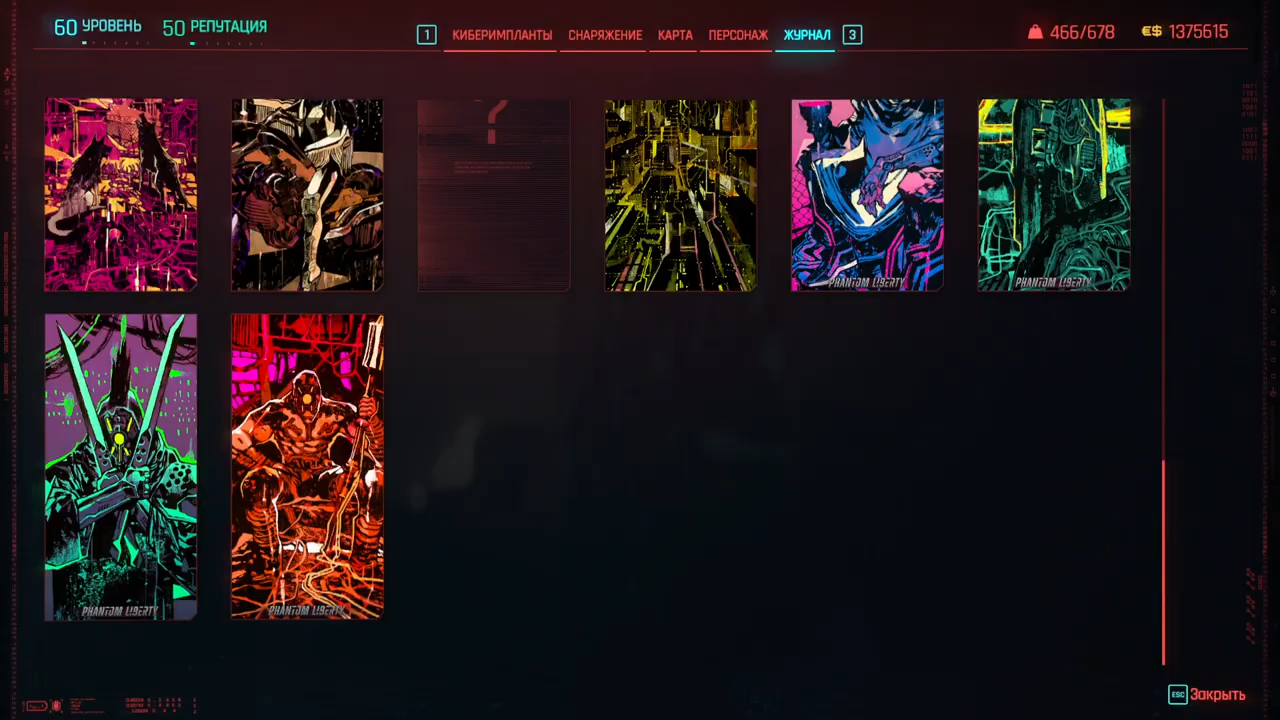 60 УРОВЕНЬ 50 РЕПУТАЦИЯ
1 КИБЕРИМПЛАНТЫ СНАРЯЖЕНИЕ КАРТА ПЕРСОНАЖ ЖУРНАЛ 3
466/678 €$ 1375615
?
PHANTOM LIBERTY PHANTOM LIBERTY
PHANTOM LIBERTY PHANTOM LIBERTY
ESC Закрыть